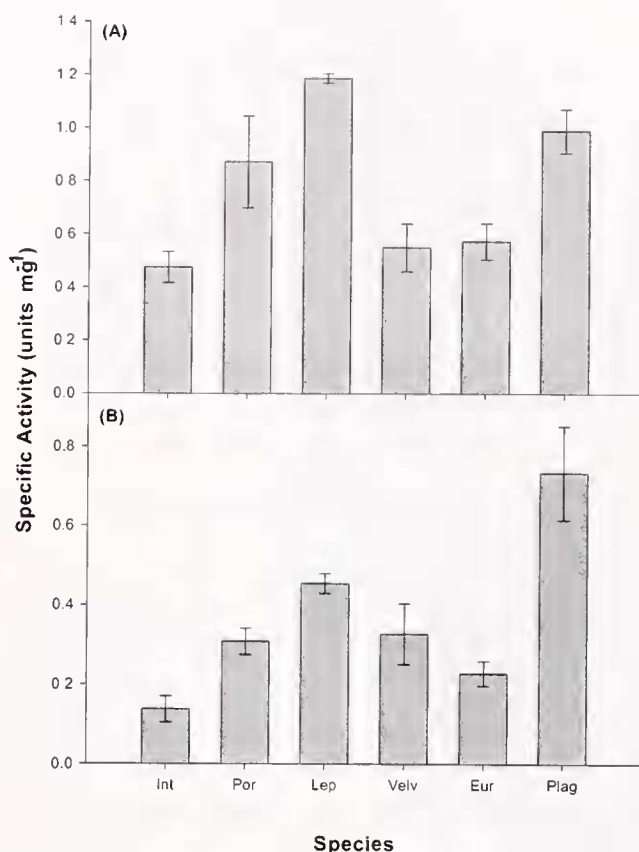 (A)
1.4
1.2
1.0
0 8
0 6
0 4
0 2
0.0
(B)
0.8
0.6
0.4
0 2
0.0
Specific Activity (units mg-1)
Int Por Lep Velv Eur Plag
Species